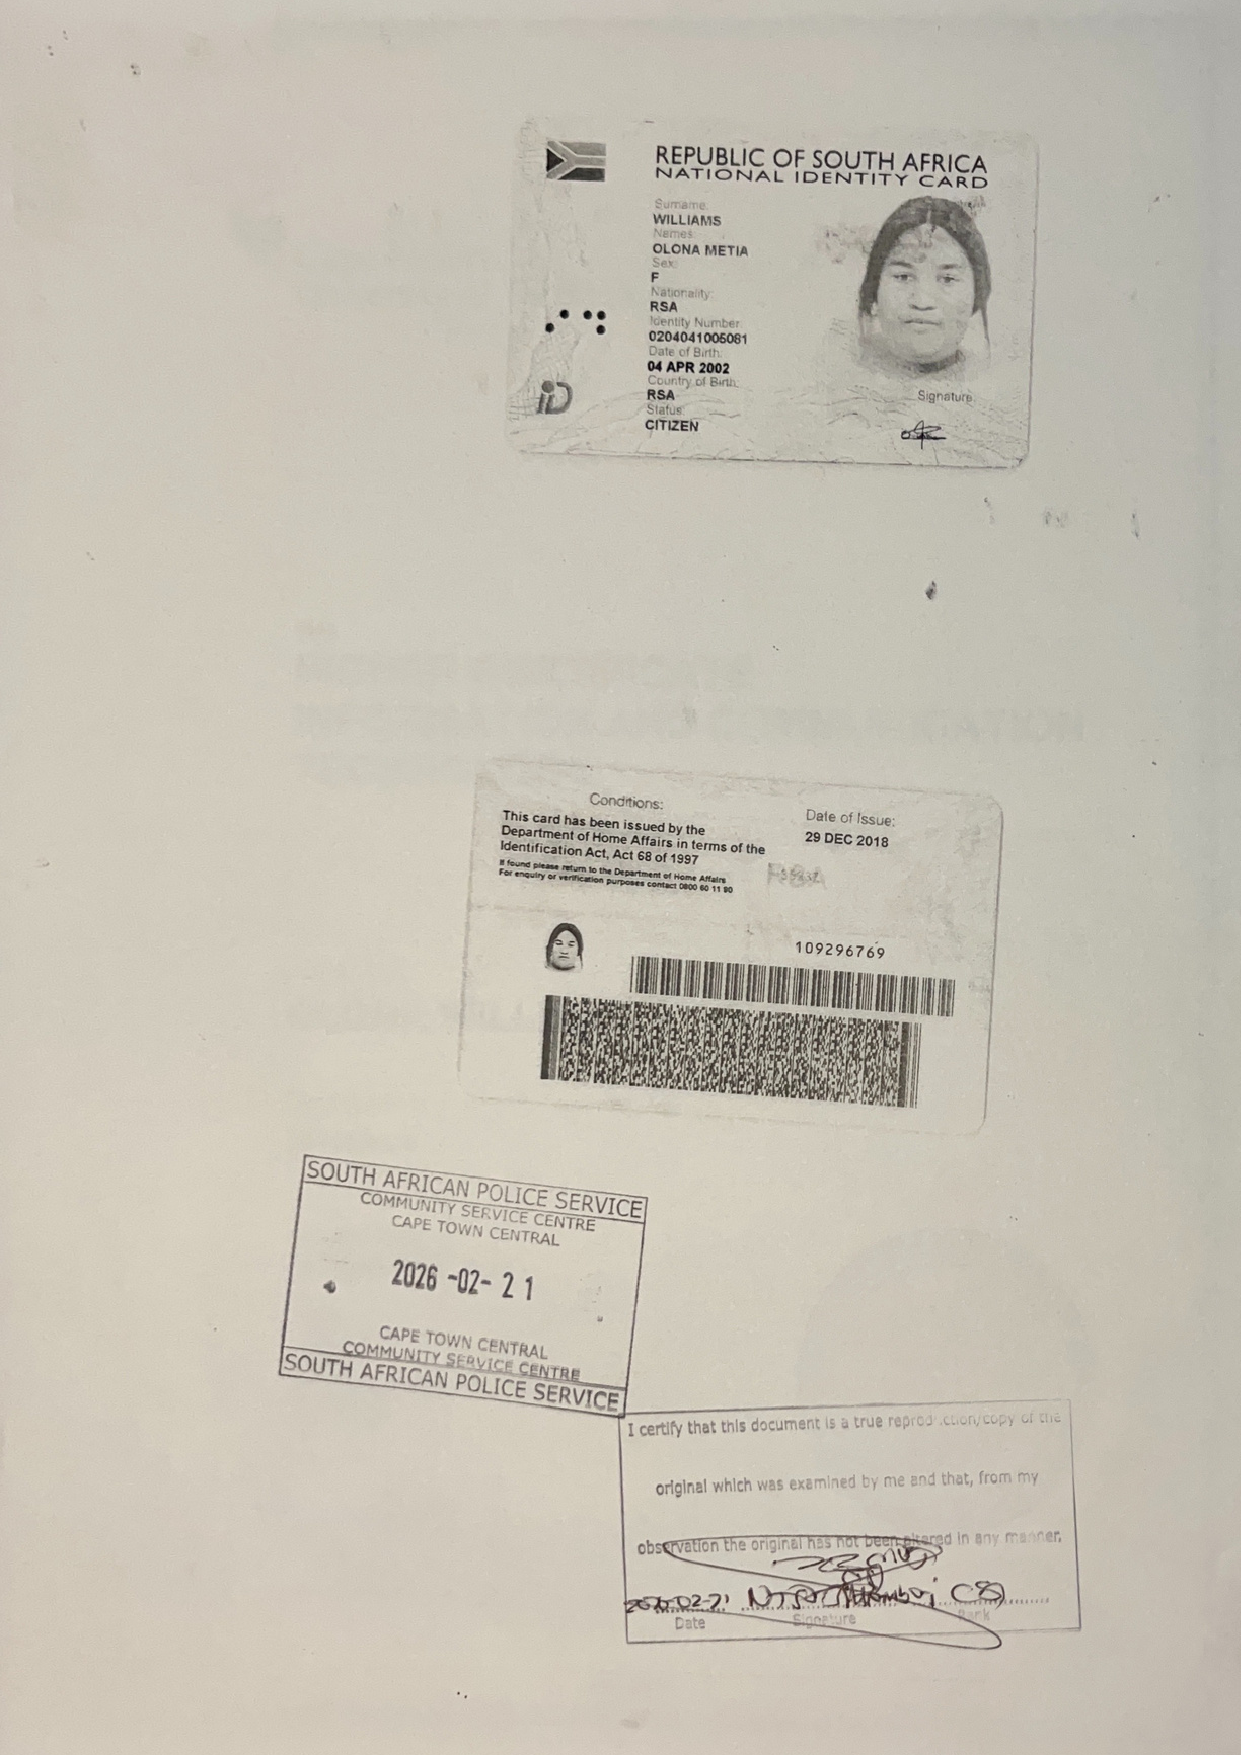 REPUBLIC OF SOUTH AFRICA
NATIONAL IDENTITY CARD
Surname:
WILLIAMS
Names:
OLONA METIA
Sex:
F
Nationality:
RSA
Identity Number:
0204041005081
Date of Birth:
04 APR 2002
Country of Birth:
RSA
Status:
CITIZEN
Signature
iD
Conditions:
This card has been issued by the
Department of Home Affairs in terms of the
Identification Act, Act 68 of 1997
If found please return to the Department of Home Affairs
For enquiry or verification purposes contact 0800 60 11 90
Date of Issue:
29 DEC 2018
109296769
SOUTH AFRICAN POLICE SERVICE
COMMUNITY SERVICE CENTRE
CAPE TOWN CENTRAL
2026-02-21
CAPE TOWN CENTRAL
COMMUNITY SERVICE CENTRE
SOUTH AFRICAN POLICE SERVICE
I certify that this document is a true reproduction/copy of the
original which was examined by me and that, from my
observation the original has not been altered in any manner.
2026-02-21
Date Signature Rank